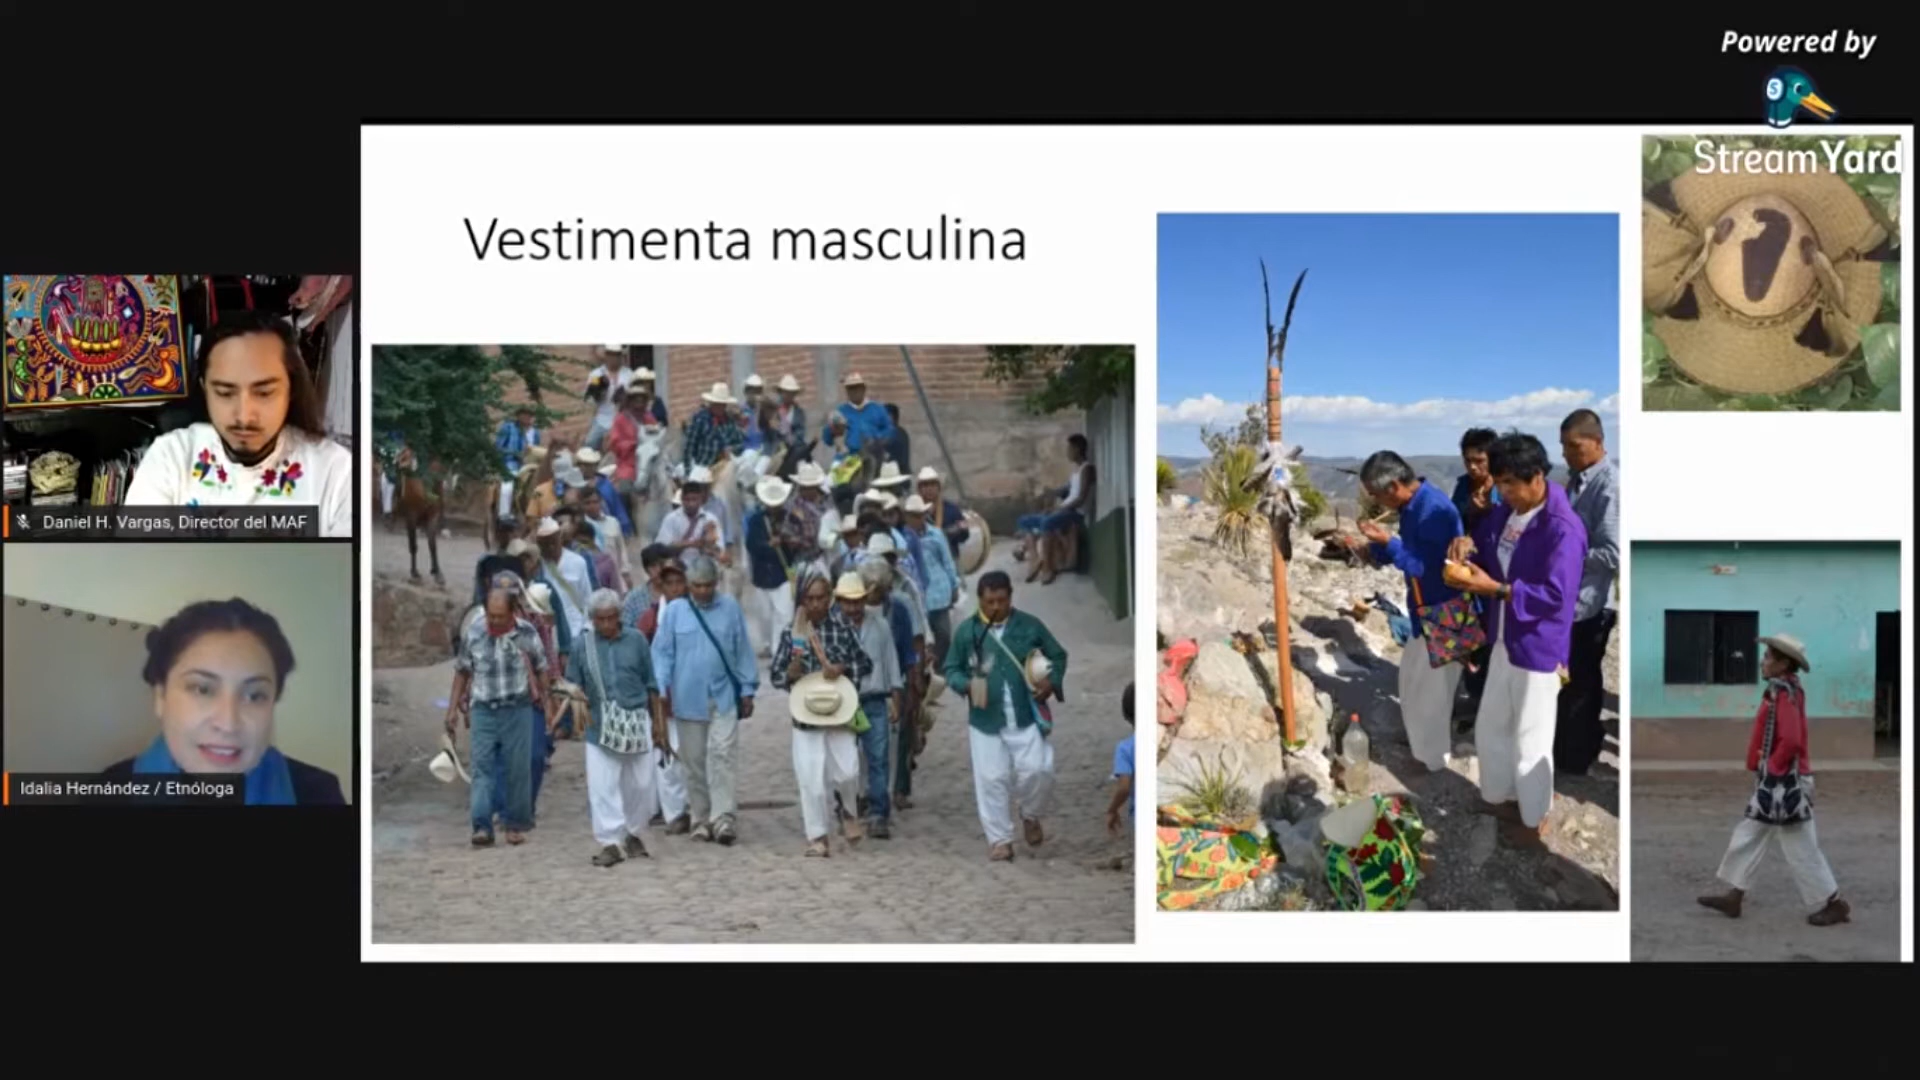 Powered by
StreamYard
Vestimenta masculina
Daniel H. Vargas, Director del MAF
Idalia Hernández / Etnóloga